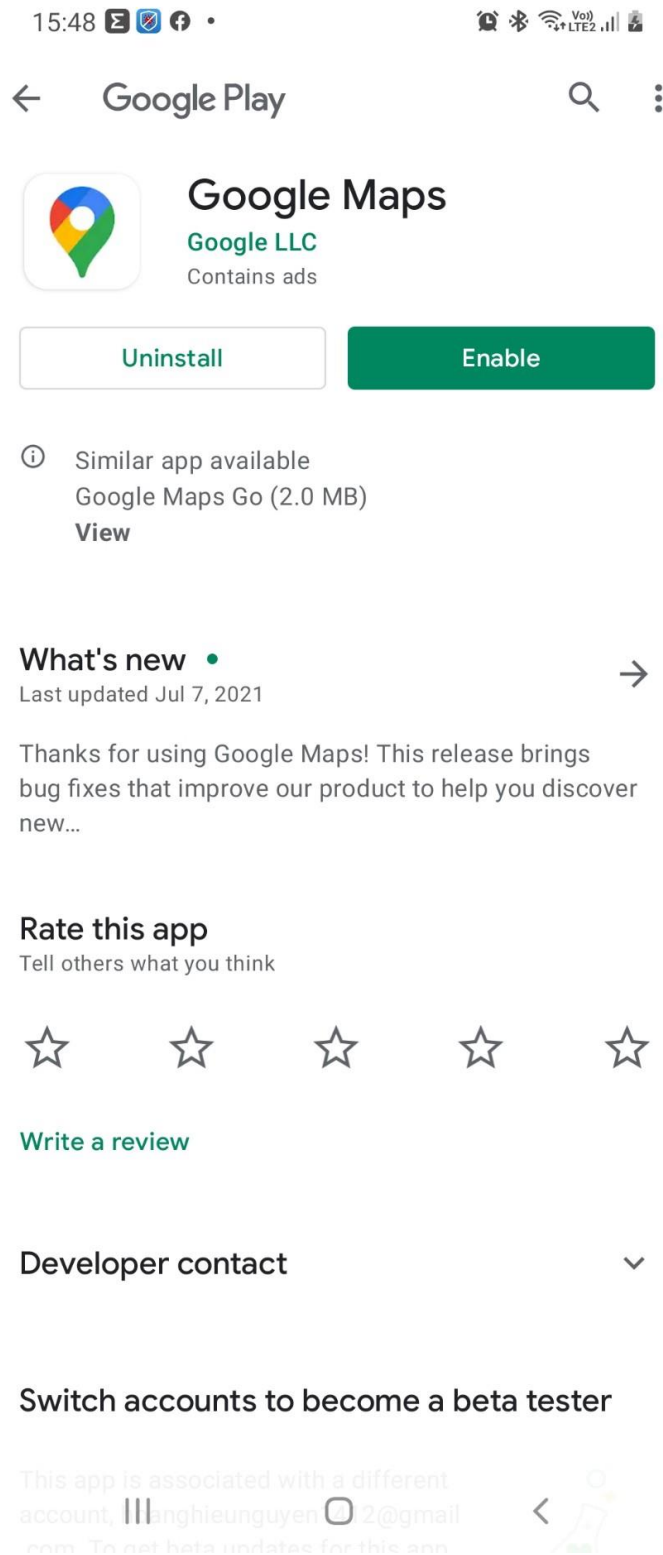 15:48
Vo))
LTE2
Google Play
Google Maps
Google LLC
Contains ads
Uninstall
Enable
Similar app available
Google Maps Go (2.0 MB)
View
What's new
Last updated Jul 7, 2021
Thanks for using Google Maps! This release brings
bug fixes that improve our product to help you discover
new...
Rate this app
Tell others what you think
Write a review
Developer contact
Switch accounts to become a beta tester
This app is associated with a different
account,
.com. To get beta updates for this app